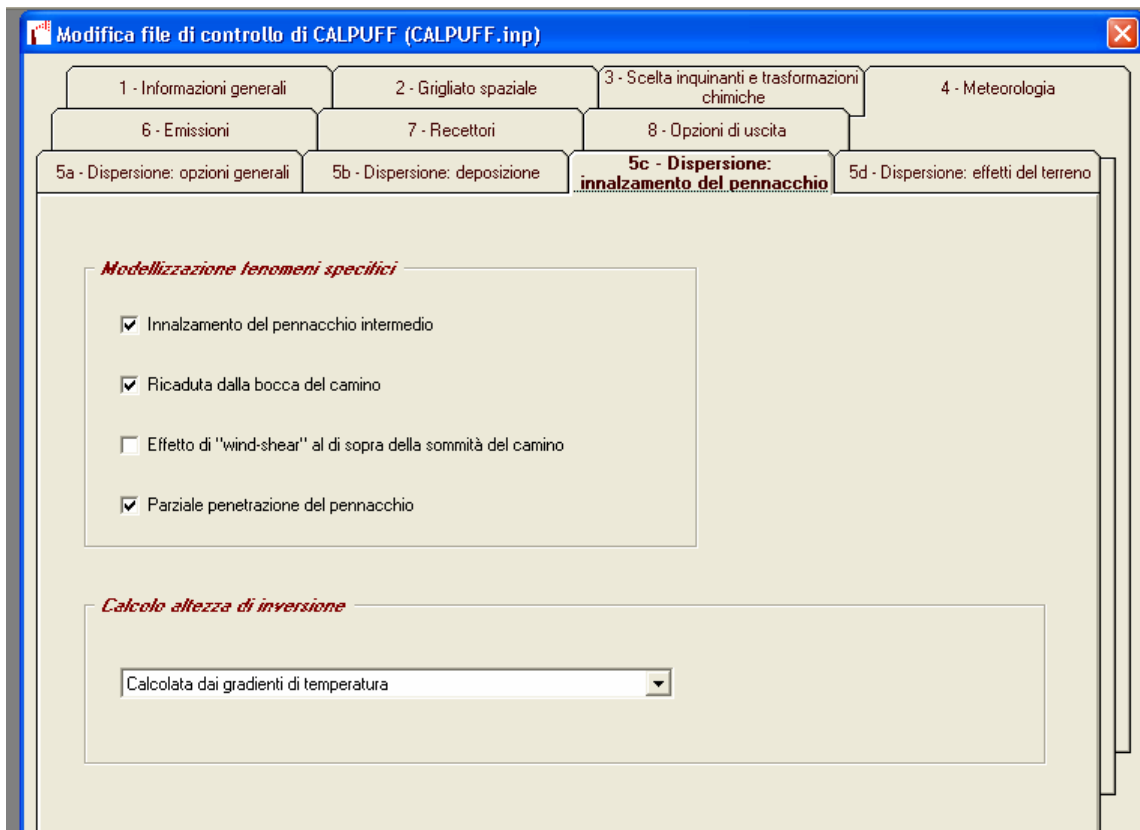 Modifica file di controllo di CALPUFF (CALPUFF.inp)
1 - Informazioni generali
2 - Grigliato spaziale
3 - Scelta inquinanti e trasformazioni
chimiche
4 - Meteorologia
6 - Emissioni
7 - Recettori
8 - Opzioni di uscita
5a - Dispersione: opzioni generali
5b - Dispersione: deposizione
5c - Dispersione:
innalzamento del pennacchio
5d - Dispersione: effetti del terreno
Modellizzazione fenomeni specifici
Innalzamento del pennacchio intermedio
Ricaduta dalla bocca del camino
Effetto di "wind-shear" al di sopra della sommità del camino
Parziale penetrazione del pennacchio
Calcolo altezza di inversione
Calcolata dai gradienti di temperatura